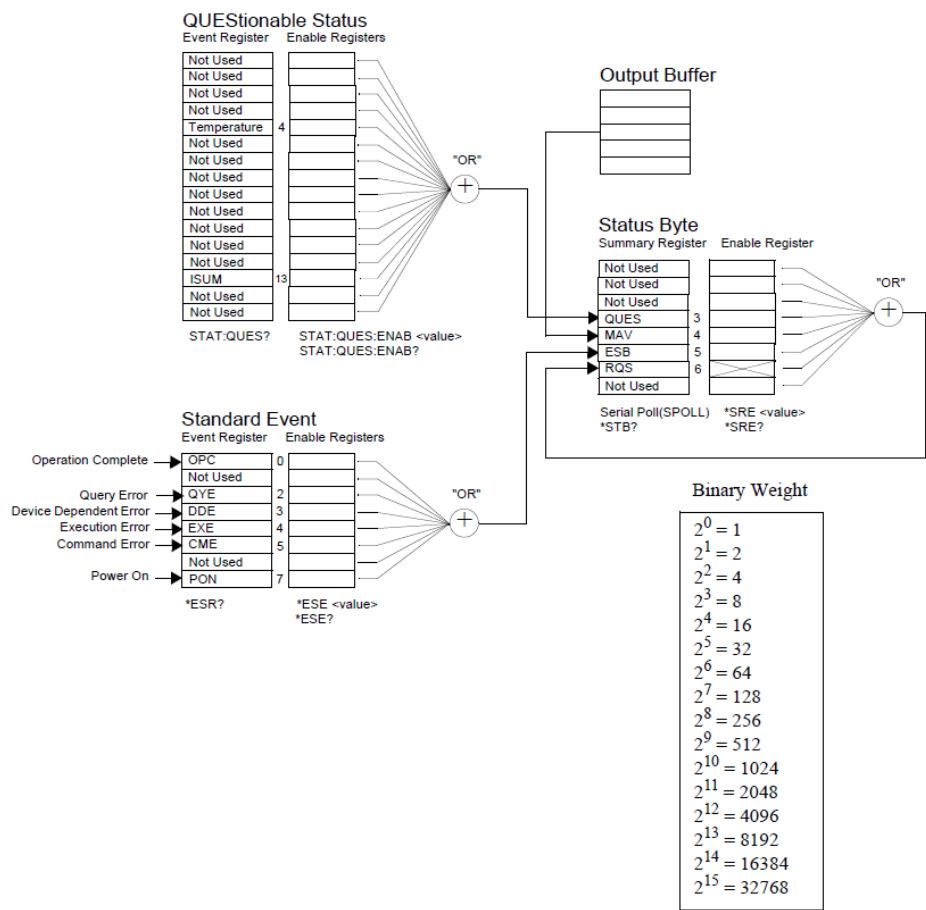 QUEStionable Status
Event Register Enable Registers
Not Used
Not Used
Not Used
Not Used
Temperature 4
Not Used
Not Used
Not Used
Not Used
Not Used
Not Used
Not Used
Not Used
ISUM 13
Not Used
Not Used
"OR"
+
STAT:QUES? STAT:QUES:ENAB <value>
STAT:QUES:ENAB?
Output Buffer
Status Byte
Summary Register Enable Register
Not Used
Not Used
Not Used
QUES 3
MAV 4
ESB 5
RQS 6
Not Used
"OR"
+
Serial Poll(SPOLL) *SRE <value>
*STB? *SRE?
Standard Event
Event Register Enable Registers
Operation Complete OPC 0
Not Used
Query Error QYE 2
Device Dependent Error DDE 3
Execution Error EXE 4
Command Error CME 5
Not Used
Power On PON 7
"OR"
+
*ESR? *ESE <value>
*ESE?
Binary Weight
2^0 = 1
2^1 = 2
2^2 = 4
2^3 = 8
2^4 = 16
2^5 = 32
2^6 = 64
2^7 = 128
2^8 = 256
2^9 = 512
2^10 = 1024
2^11 = 2048
2^12 = 4096
2^13 = 8192
2^14 = 16384
2^15 = 32768